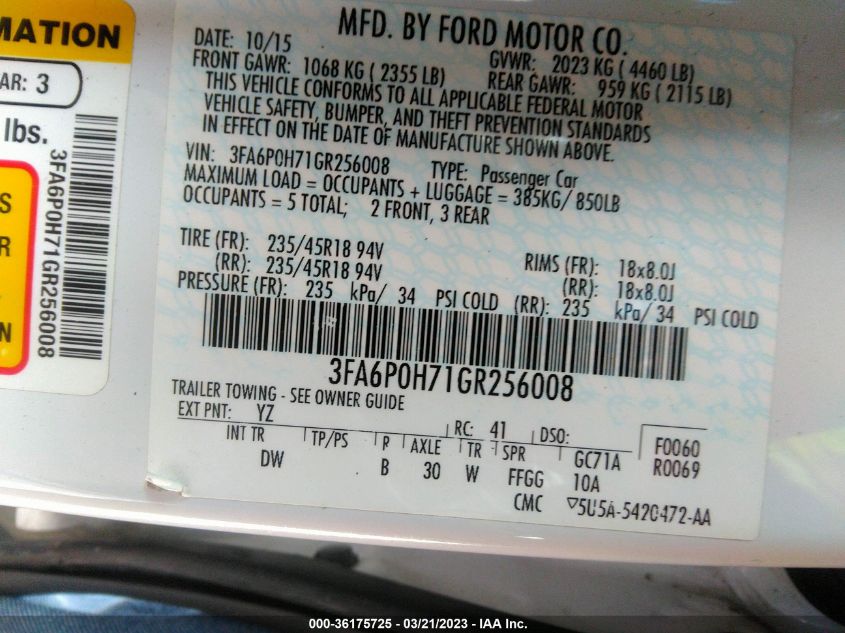 MATION
AR: 3
lbs.
3FA6P0H71GR256008
S
R
N
MFD. BY FORD MOTOR CO.
DATE: 10/15 GVWR: 2023 KG ( 4460 LB)
FRONT GAWR: 1068 KG ( 2355 LB) REAR GAWR: 959 KG ( 2115 LB)
THIS VEHICLE CONFORMS TO ALL APPLICABLE FEDERAL MOTOR
VEHICLE SAFETY, BUMPER, AND THEFT PREVENTION STANDARDS
IN EFFECT ON THE DATE OF MANUFACTURE SHOWN ABOVE.
VIN: 3FA6P0H71GR256008 TYPE: Passenger Car
MAXIMUM LOAD = OCCUPANTS + LUGGAGE = 385KG/ 850LB
OCCUPANTS = 5 TOTAL; 2 FRONT, 3 REAR
TIRE (FR): 235/45R18 94V RIMS (FR): 18x8.0J
(RR): 235/45R18 94V (RR): 18x8.0J
PRESSURE (FR): 235 kPa/ 34 PSI COLD (RR): 235 kPa/ 34 PSI COLD
3FA6P0H71GR256008
TRAILER TOWING - SEE OWNER GUIDE
EXT PNT: YZ RC: 41 DSO: F0060
INT TR TP/PS R AXLE TR SPR GC71A R0069
DW B 30 W FFGG 10A
CMC 5U5A-5420472-AA
000-36175725 - 03/21/2023 - IAA Inc.